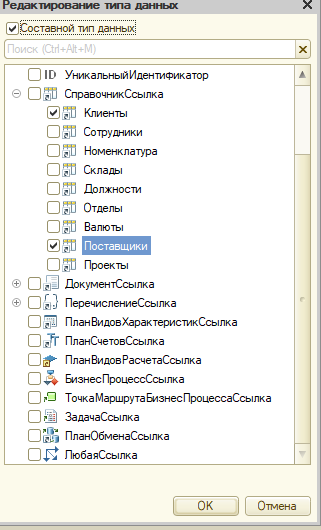 Редактирование типа данных
Составной тип данных
Поиск (Ctrl+Alt+M)
УникальныйИдентификатор
СправочникСсылка
Клиенты
Сотрудники
Номенклатура
Склады
Должности
Отделы
Валюты
Поставщики
Проекты
ДокументСсылка
ПеречислениеСсылка
ПланВидовХарактеристикСсылка
ПланСчетовСсылка
ПланВидовРасчетаСсылка
БизнесПроцессСсылка
ТочкаМаршрутаБизнесПроцессаСсылка
ЗадачаСсылка
ПланОбменаСсылка
ЛюбаяСсылка
OK Отмена